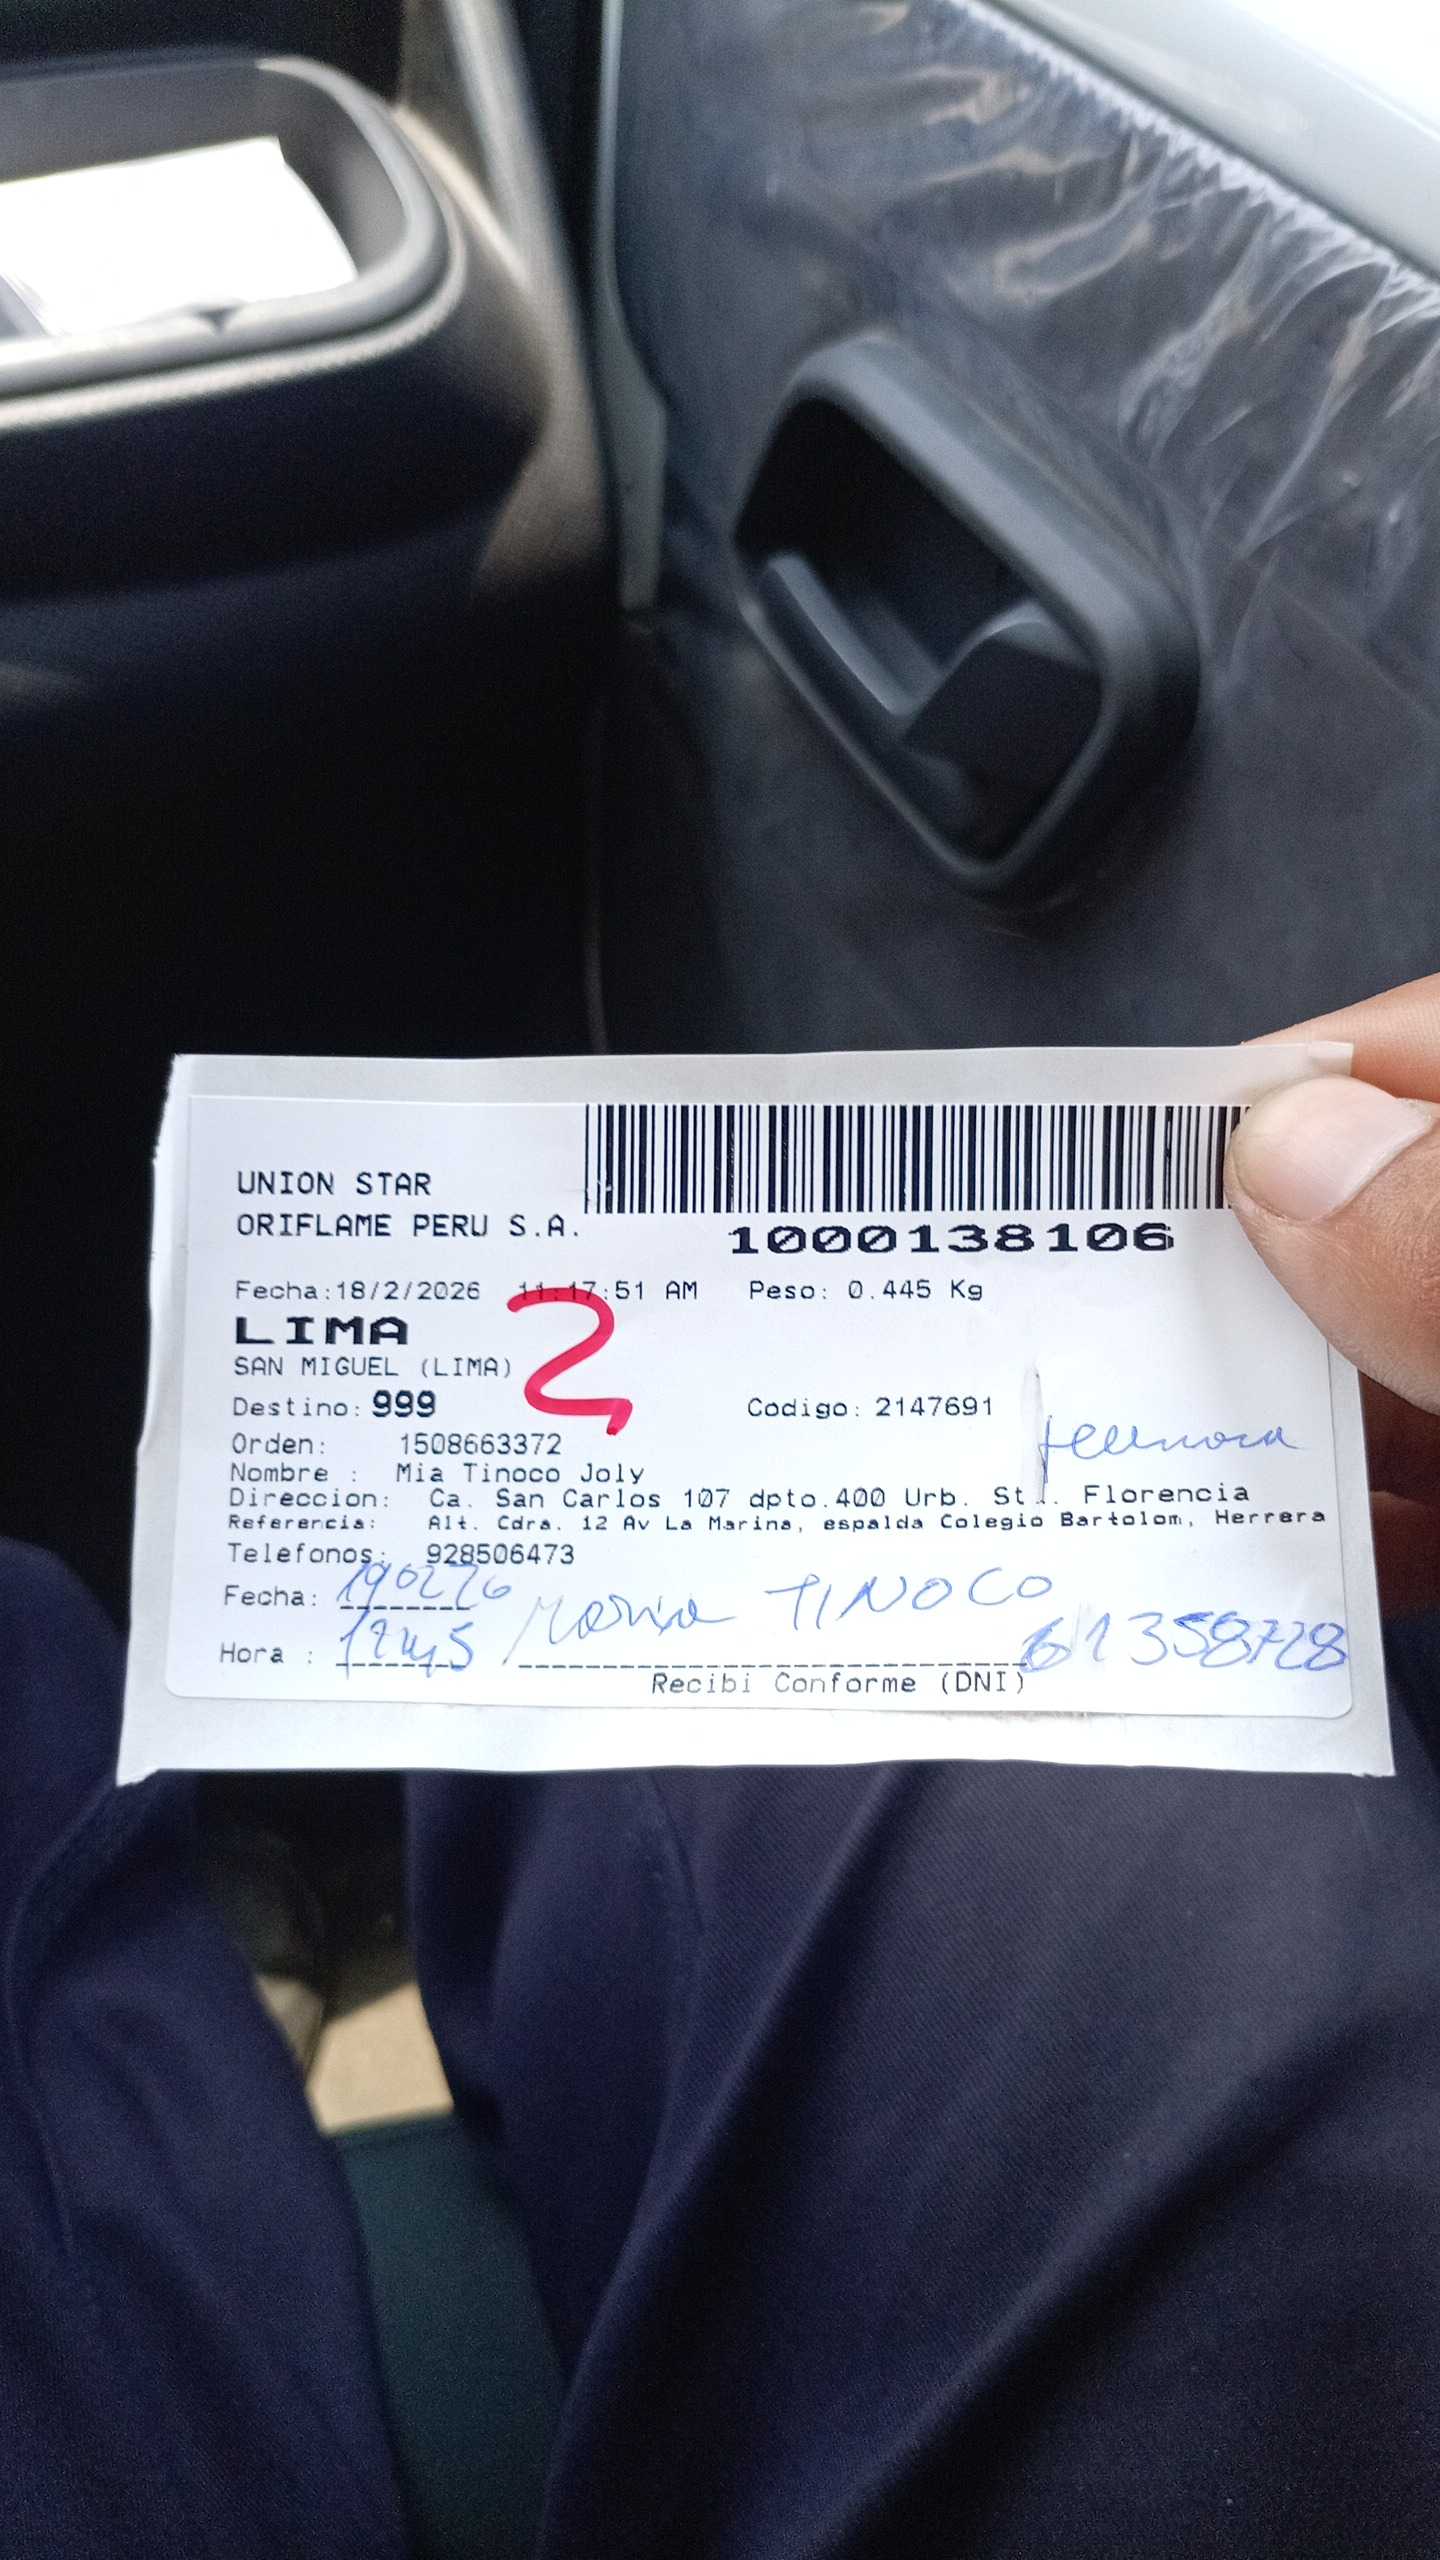 UNION STAR
ORIFLAME PERU S.A.
1000138106
Fecha:18/2/2026 11:17:51 AM Peso: 0.445 Kg
LIMA
2
SAN MIGUEL (LIMA)
Destino: 999 Codigo: 2147691
Orden: 1508663372
Nombre : Mia Tinoco Joly
Direccion: Ca. San Carlos 107 dpto.400 Urb. Florencia
Referencia: Alt. Cdra. 12 Av La Marina, espalda Colegio Bartolom, Herrera
Telefonos: 928506473
Fecha: 190226 TINOCO
Hora : 61358728
Recibi Conforme (DNI)